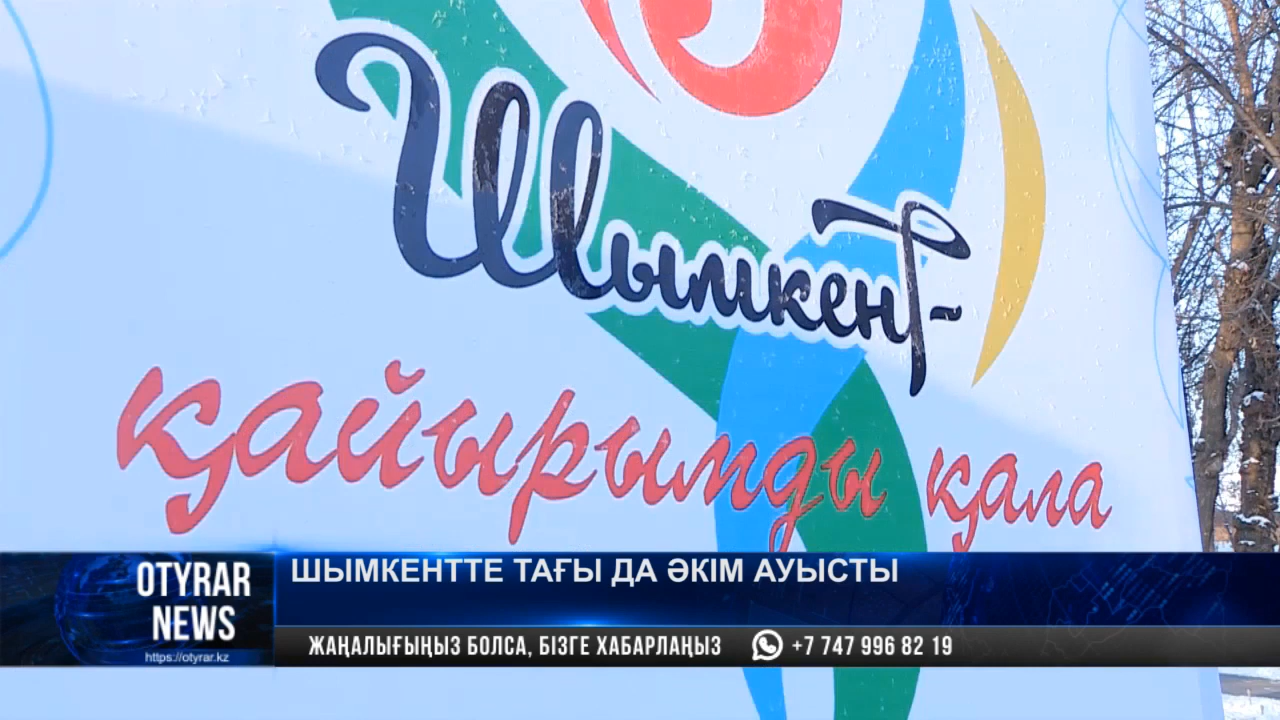 Шымкент-
қайырымды қала
OTYRAR
NEWS
https://otyrar.kz
ШЫМКЕНТТЕ ТАҒЫ ДА ӘКІМ АУЫСТЫ
ЖАҢАЛЫҒЫҢЫЗ БОЛСА, БІЗГЕ ХАБАРЛАҢЫЗ +7 747 996 82 19